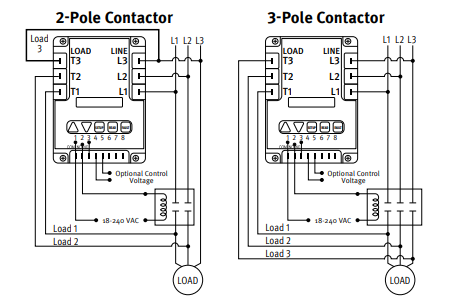 2-Pole Contactor
3-Pole Contactor
Load
3
L1 L2 L3
LOAD LINE
T3 L3
T2 L2
T1 L1
1 2 3 4 5 6 7 8
Optional Control
Voltage
18-240 VAC
Load 1
Load 2
LOAD
L1 L2 L3
LOAD LINE
T3 L3
T2 L2
T1 L1
1 2 3 4 5 6 7 8
Optional Control
Voltage
18-240 VAC
Load 1
Load 2
Load 3
LOAD